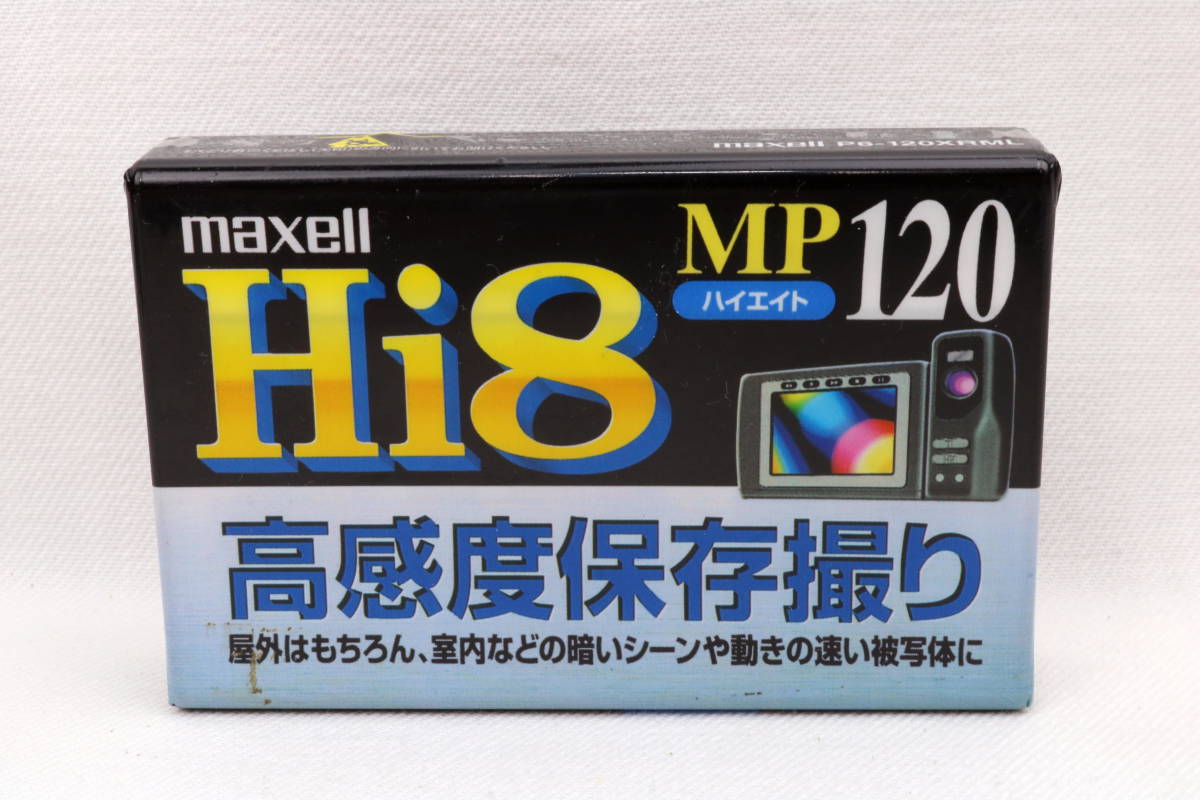 maxell P6-120XRML
maxell
MP 120
ハイエイト
Hi8
高感度保存撮り
屋外はもちろん、室内などの暗いシーンや動きの速い被写体に